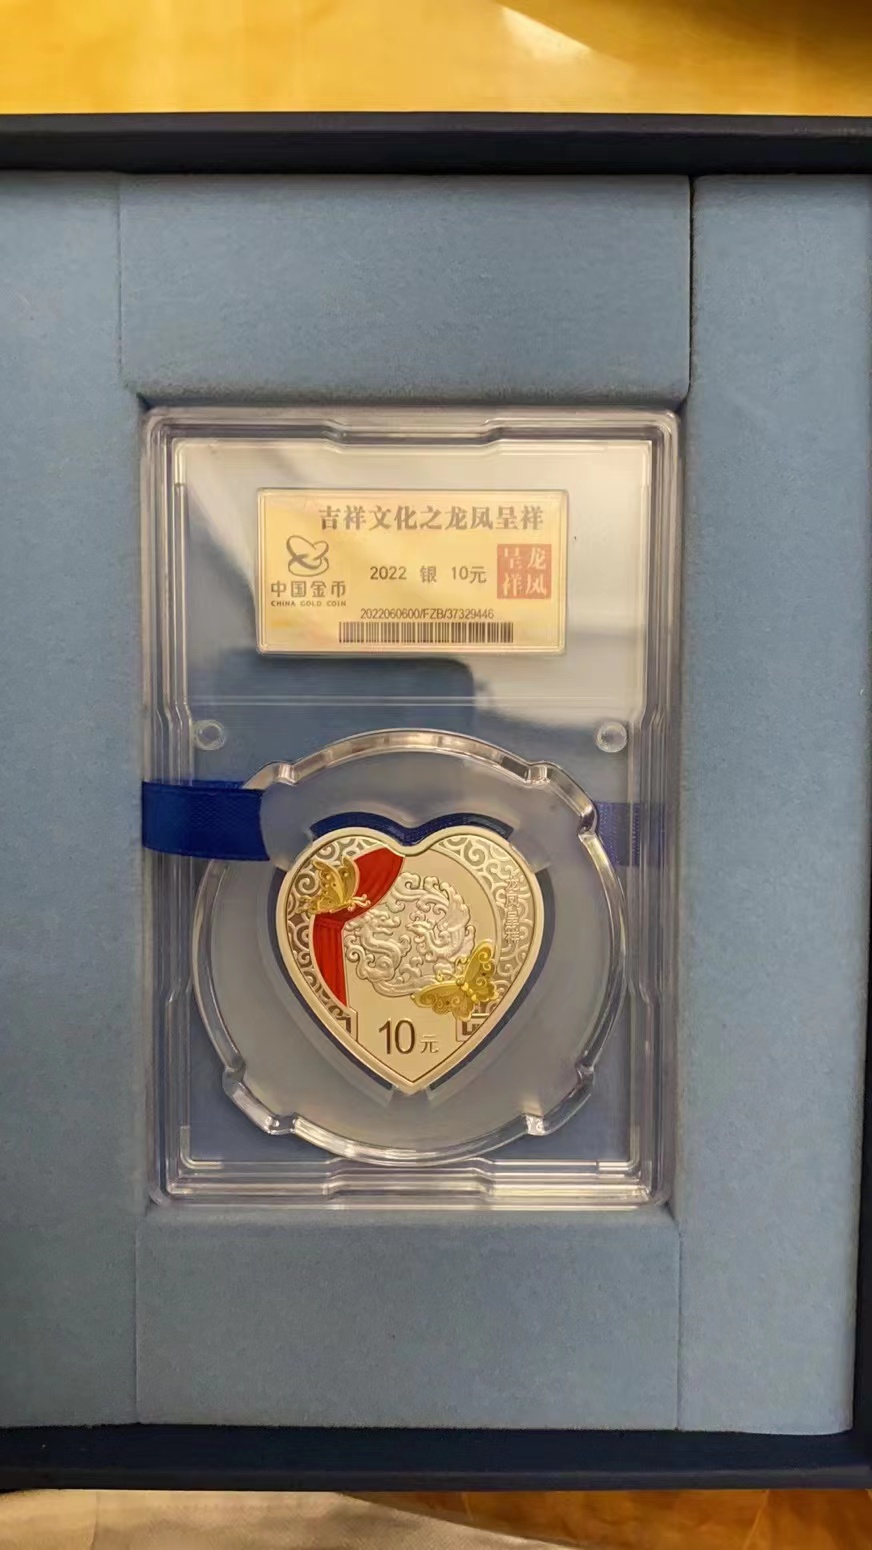 吉祥文化之龙凤呈祥
中国金币
CHINA GOLD COIN
2022 银 10元
龙凤
呈祥
2022060600/FZB/37329446
10元